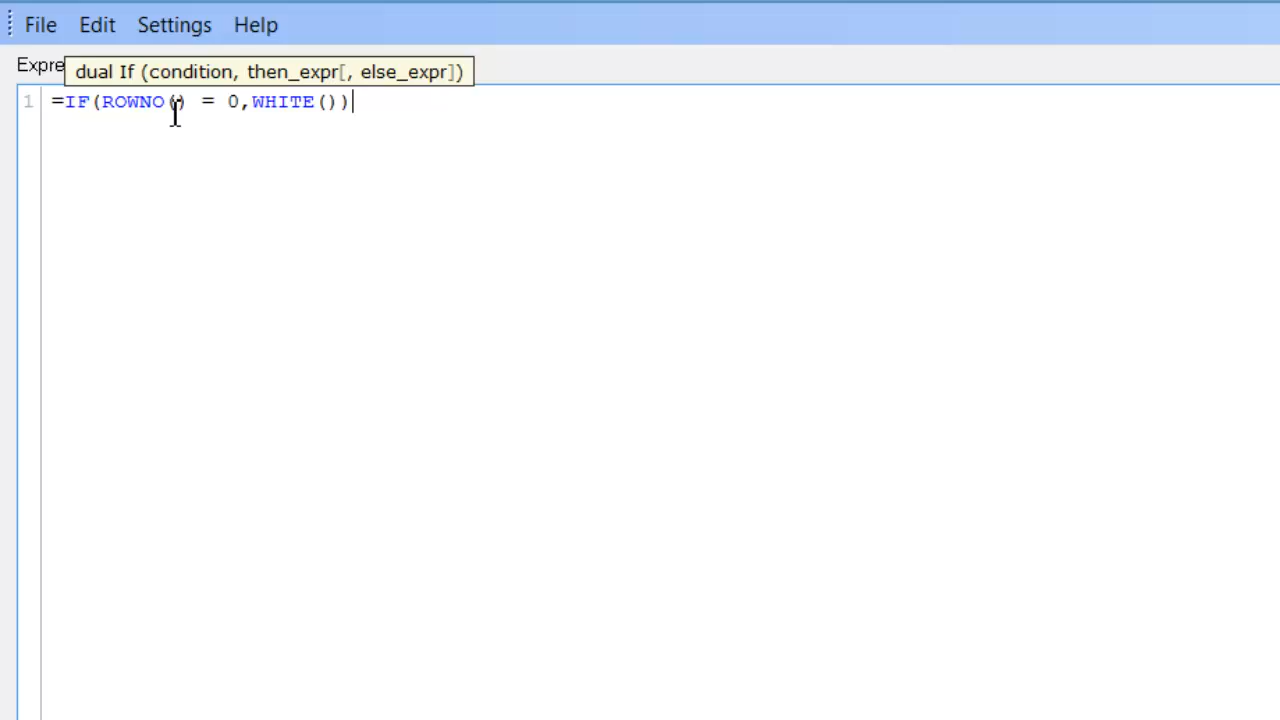 File Edit Settings Help
Expre
dual If (condition, then_expr[, else_expr])
1 =IF(ROWNO() = 0,WHITE())